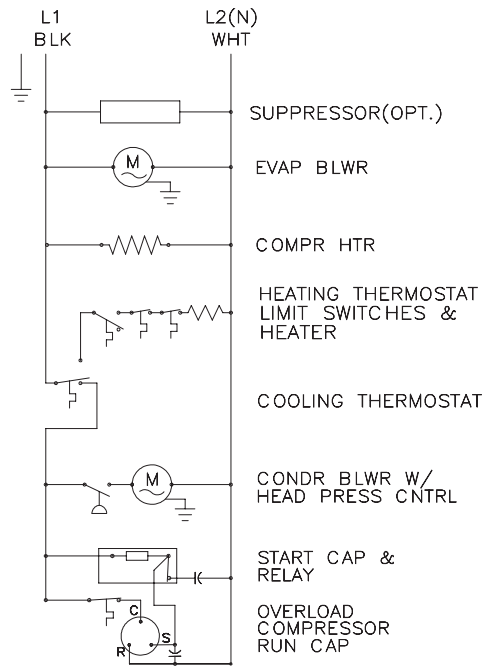 L1 L2(N)
BLK WHT
SUPPRESSOR(OPT.)
M
EVAP BLWR
COMPR HTR
HEATING THERMOSTAT
LIMIT SWITCHES &
HEATER
COOLING THERMOSTAT
M
CONDR BLWR W/
HEAD PRESS CNTRL
START CAP &
RELAY
C
S
R
OVERLOAD
COMPRESSOR
RUN CAP